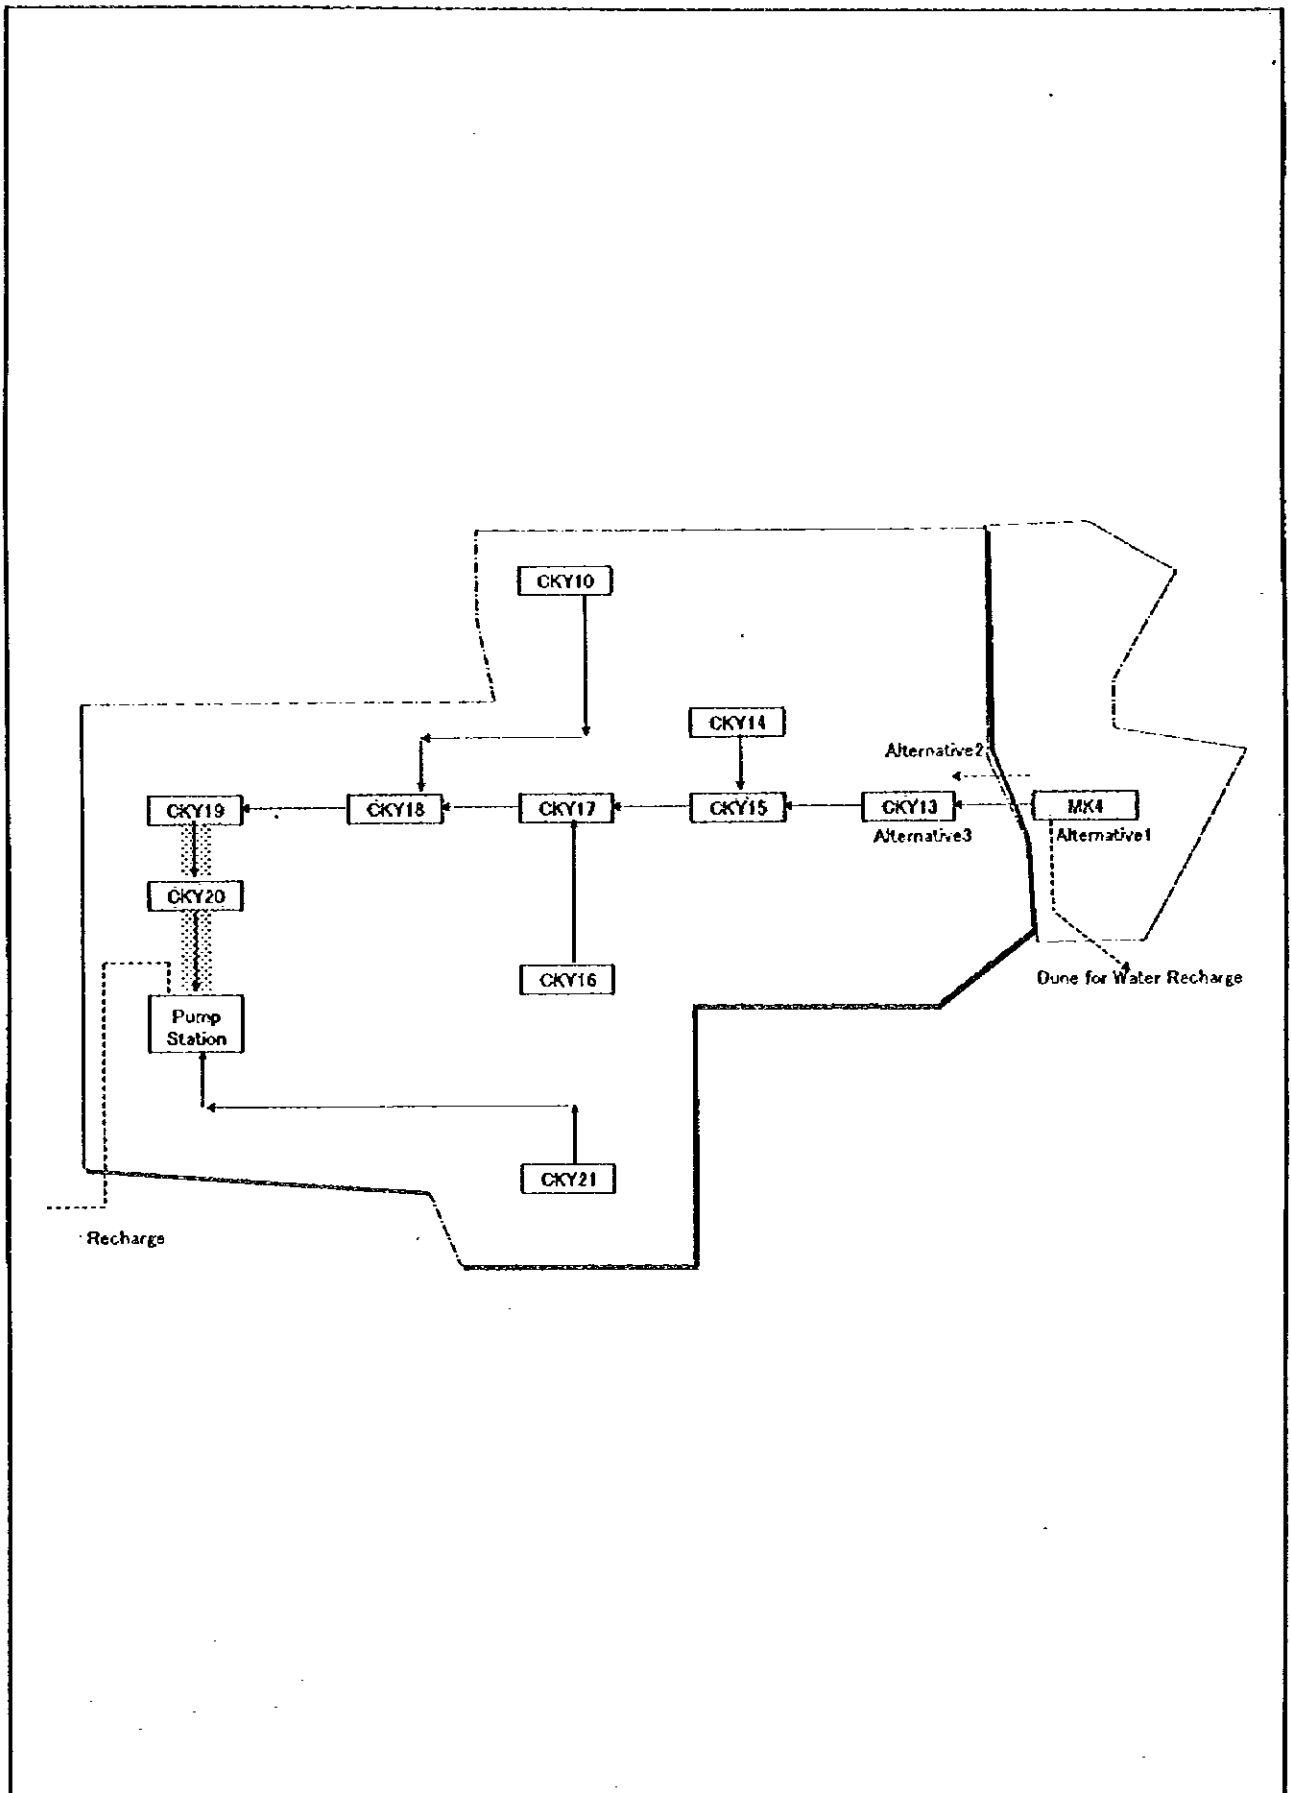 CKY10
CKY14
Alternative2
CKY19
CKY18
CKY17
CKY15
CKY13
MK4
Alternative3
Alternative1
CKY20
CKY16
Dune for Water Recharge
Pump
Station
CKY21
Recharge